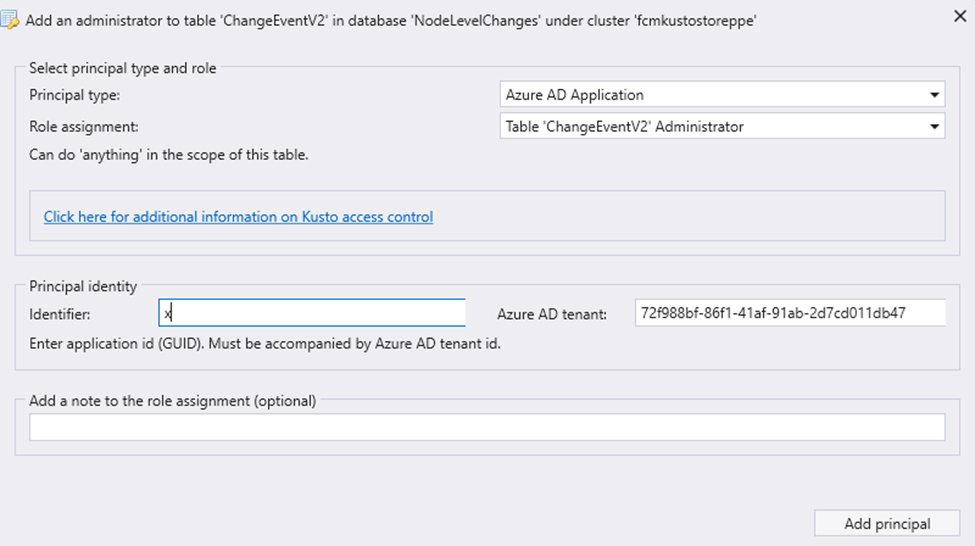 Add an administrator to table 'ChangeEventV2' in database 'NodeLevelChanges' under cluster 'fcmkustostoreppe'
Select principal type and role
Principal type: Azure AD Application
Role assignment: Table 'ChangeEventV2' Administrator
Can do 'anything' in the scope of this table.
Click here for additional information on Kusto access control
Principal identity
Identifier: x Azure AD tenant: 72f988bf-86f1-41af-91ab-2d7cd011db47
Enter application id (GUID). Must be accompanied by Azure AD tenant id.
Add a note to the role assignment (optional)
Add principal